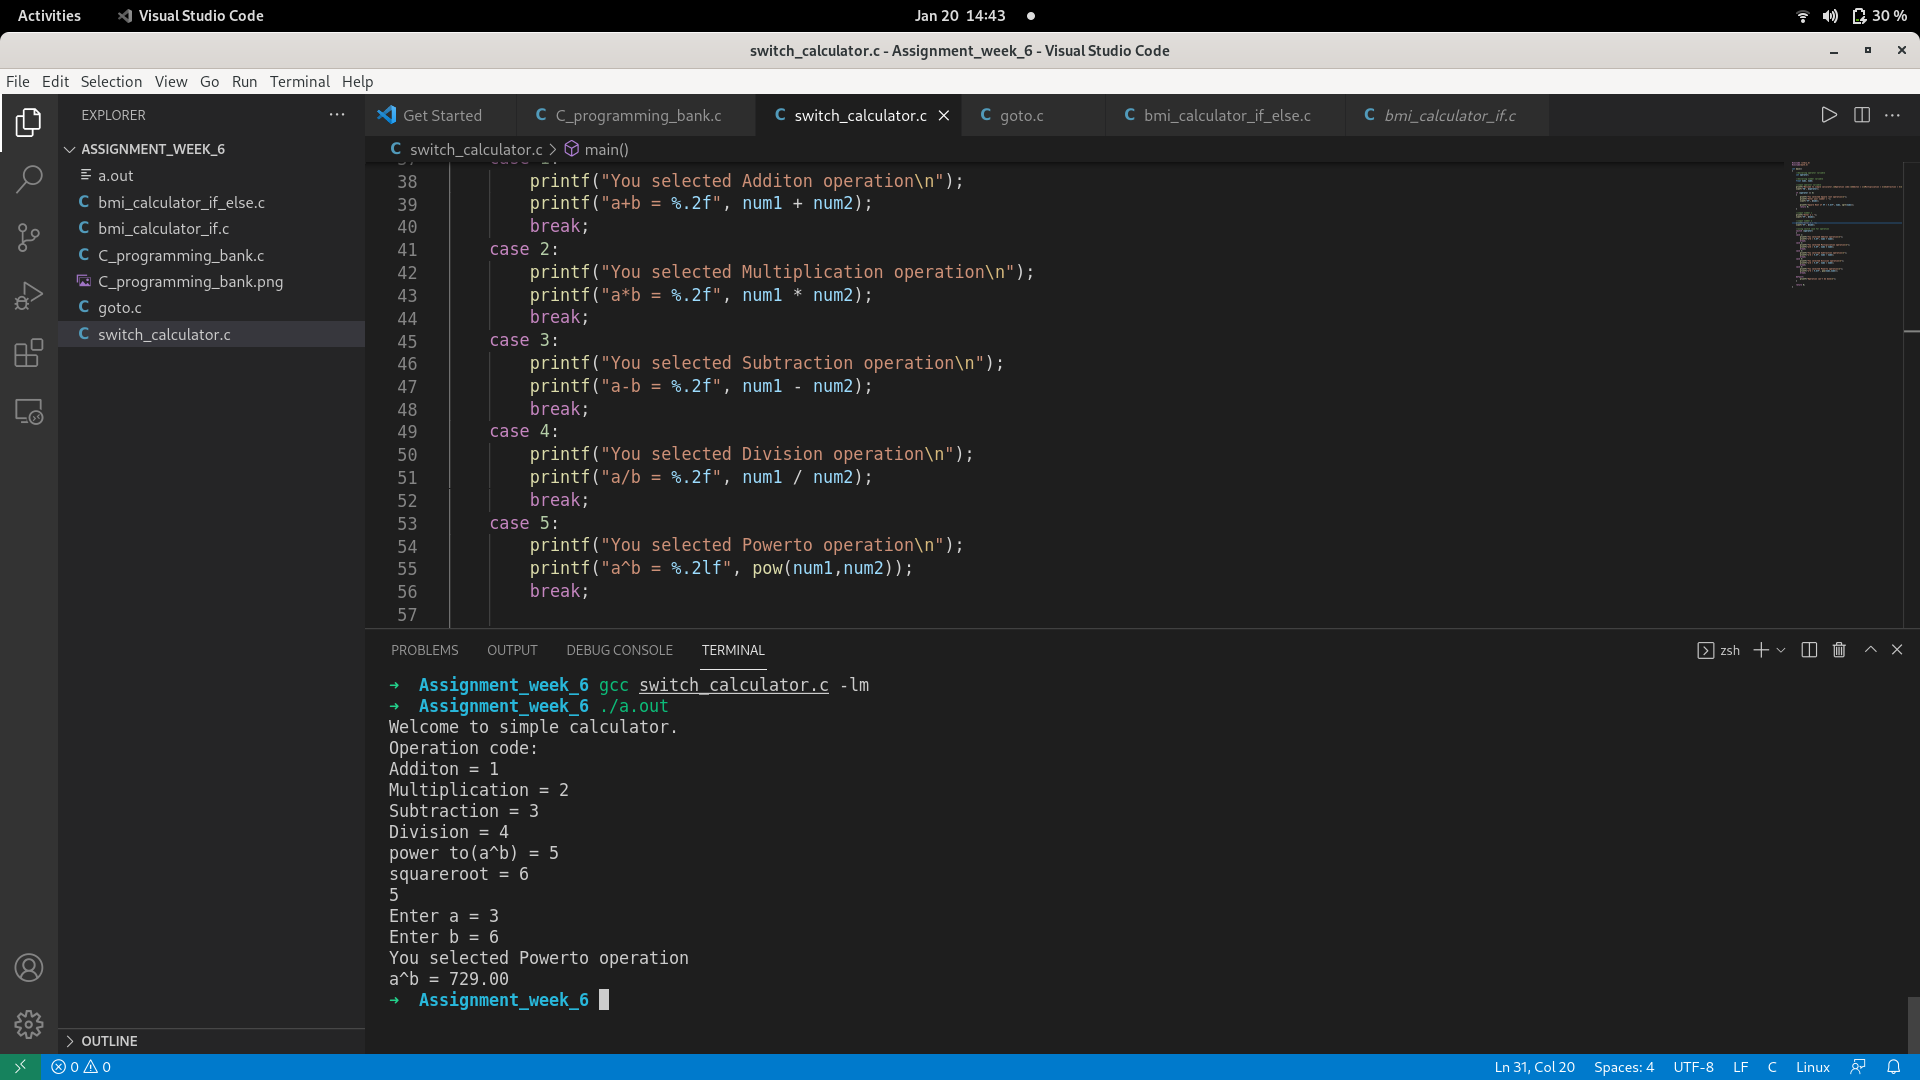 Activities
Visual Studio Code
Jan 20 14:43
30 %
switch_calculator.c - Assignment_week_6 - Visual Studio Code
File Edit Selection View Go Run Terminal Help
EXPLORER
Get Started
C C_programming_bank.c
C switch_calculator.c
C goto.c
C bmi_calculator_if_else.c
C bmi_calculator_if.c
C switch_calculator.c > main()
ASSIGNMENT_WEEK_6
a.out
C bmi_calculator_if_else.c
C bmi_calculator_if.c
C C_programming_bank.c
C_programming_bank.png
C goto.c
C switch_calculator.c
OUTLINE
37 case 1:
38 printf("You selected Additon operation\n");
39 printf("a+b = %.2f", num1 + num2);
40 break;
41 case 2:
42 printf("You selected Multiplication operation\n");
43 printf("a*b = %.2f", num1 * num2);
44 break;
45 case 3:
46 printf("You selected Subtraction operation\n");
47 printf("a-b = %.2f", num1 - num2);
48 break;
49 case 4:
50 printf("You selected Division operation\n");
51 printf("a/b = %.2f", num1 / num2);
52 break;
53 case 5:
54 printf("You selected Powerto operation\n");
55 printf("a^b = %.2lf", pow(num1,num2));
56 break;
57
PROBLEMS OUTPUT DEBUG CONSOLE TERMINAL
zsh
➜ Assignment_week_6 gcc switch_calculator.c -lm
➜ Assignment_week_6 ./a.out
Welcome to simple calculator.
Operation code:
Additon = 1
Multiplication = 2
Subtraction = 3
Division = 4
power to(a^b) = 5
squareroot = 6
5
Enter a = 3
Enter b = 6
You selected Powerto operation
a^b = 729.00
➜ Assignment_week_6
0 0
Ln 31, Col 20 Spaces: 4 UTF-8 LF C Linux